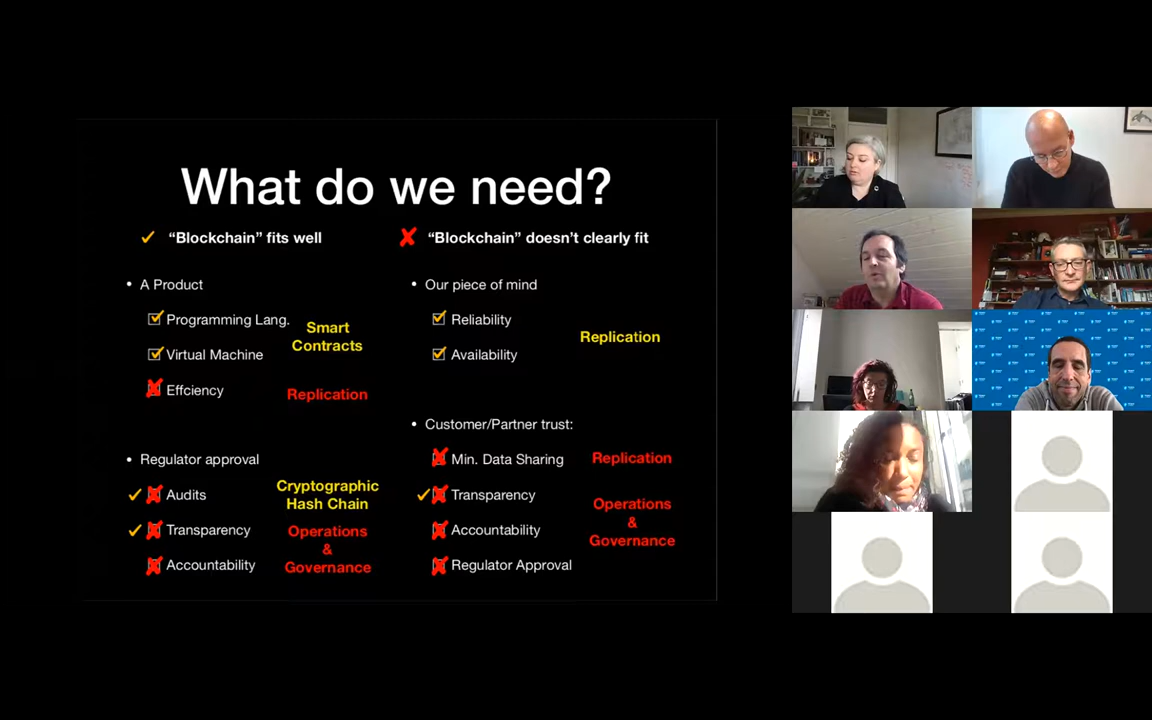 What do we need?
“Blockchain” fits well
“Blockchain” doesn’t clearly fit
• A Product
Programming Lang.
Virtual Machine
Smart
Contracts
Effciency
Replication
• Regulator approval
Audits
Cryptographic
Hash Chain
Transparency
Accountability
Operations
&
Governance
• Our piece of mind
Reliability
Availability
Replication
• Customer/Partner trust:
Min. Data Sharing
Replication
Transparency
Accountability
Regulator Approval
Operations
&
Governance